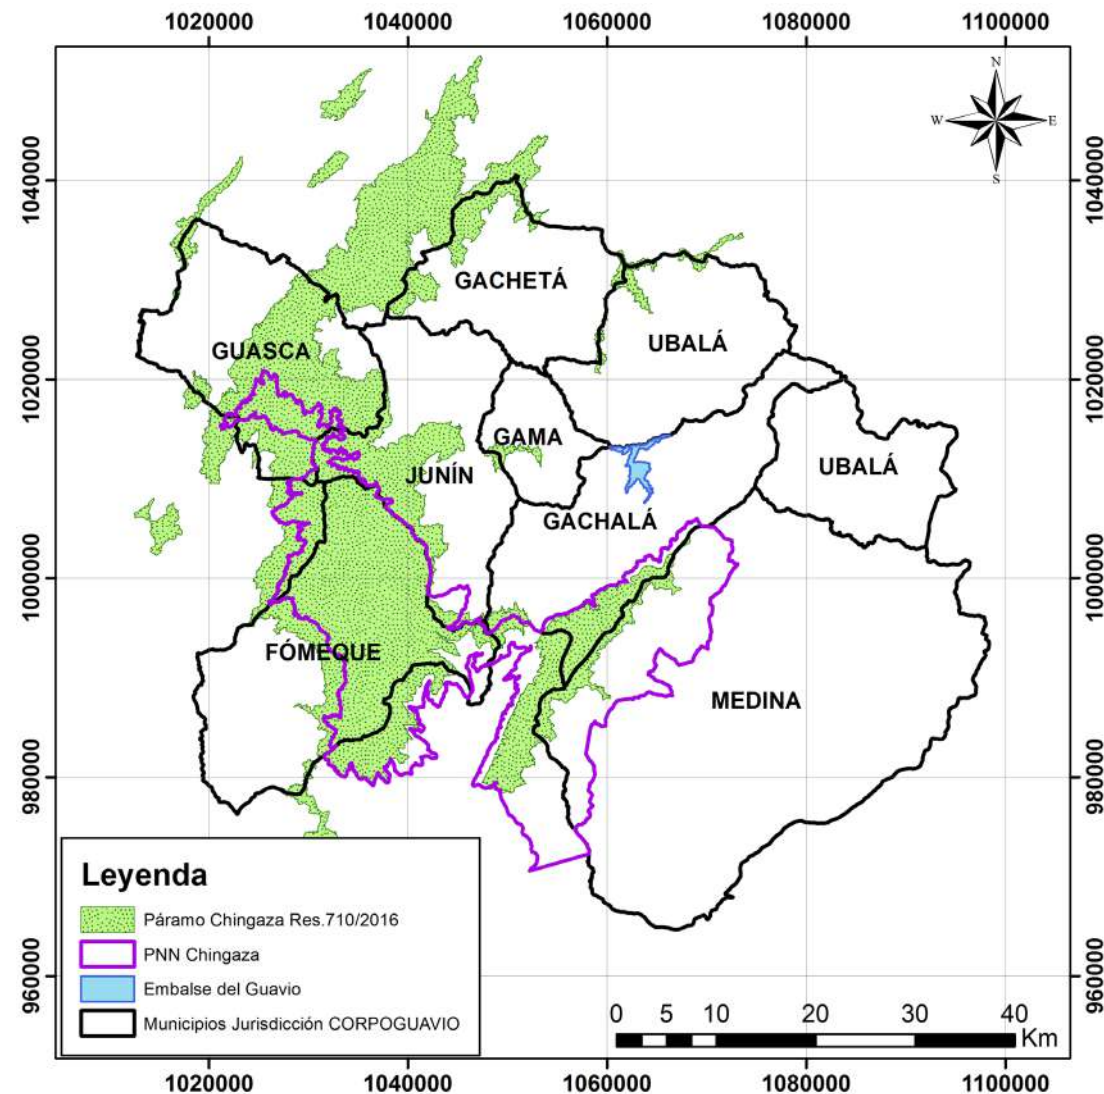 1020000 1040000 1060000 1080000 1100000
N
W E
S
1040000 1040000
GACHETÁ
UBALÁ
GUASCA
1020000 1020000
GAMA
UBALÁ
JUNÍN
GACHALÁ
1000000 1000000
FÓMEQUE
MEDINA
980000 980000
Leyenda
Páramo Chingaza Res.710/2016
PNN Chingaza
Embalse del Guavio
Municipios Jurisdicción CORPOGUAVIO
960000 960000
0 5 10 20 30 40
Km
1020000 1040000 1060000 1080000 1100000